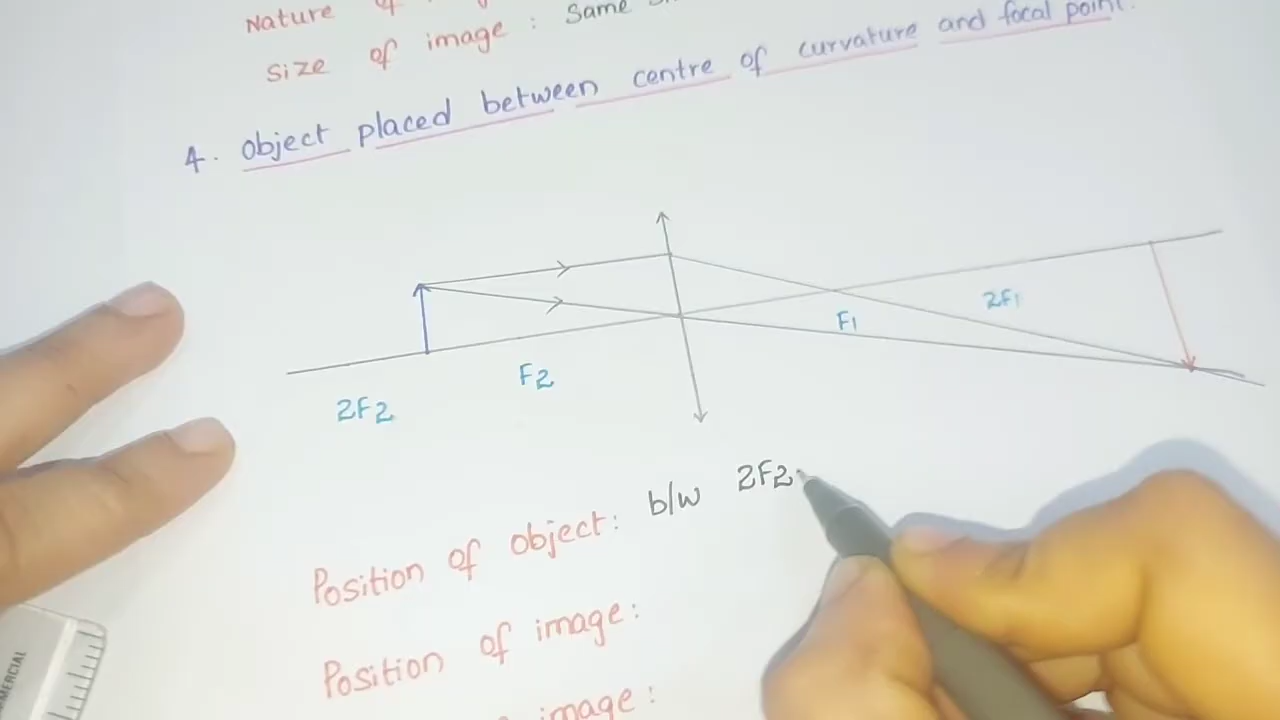 Nature of
Size of image : Same
4. object placed between centre of curvature and focal point.
2F1
F1
F2
2F2
Position of object: b/w 2F2
Position of image:
image: